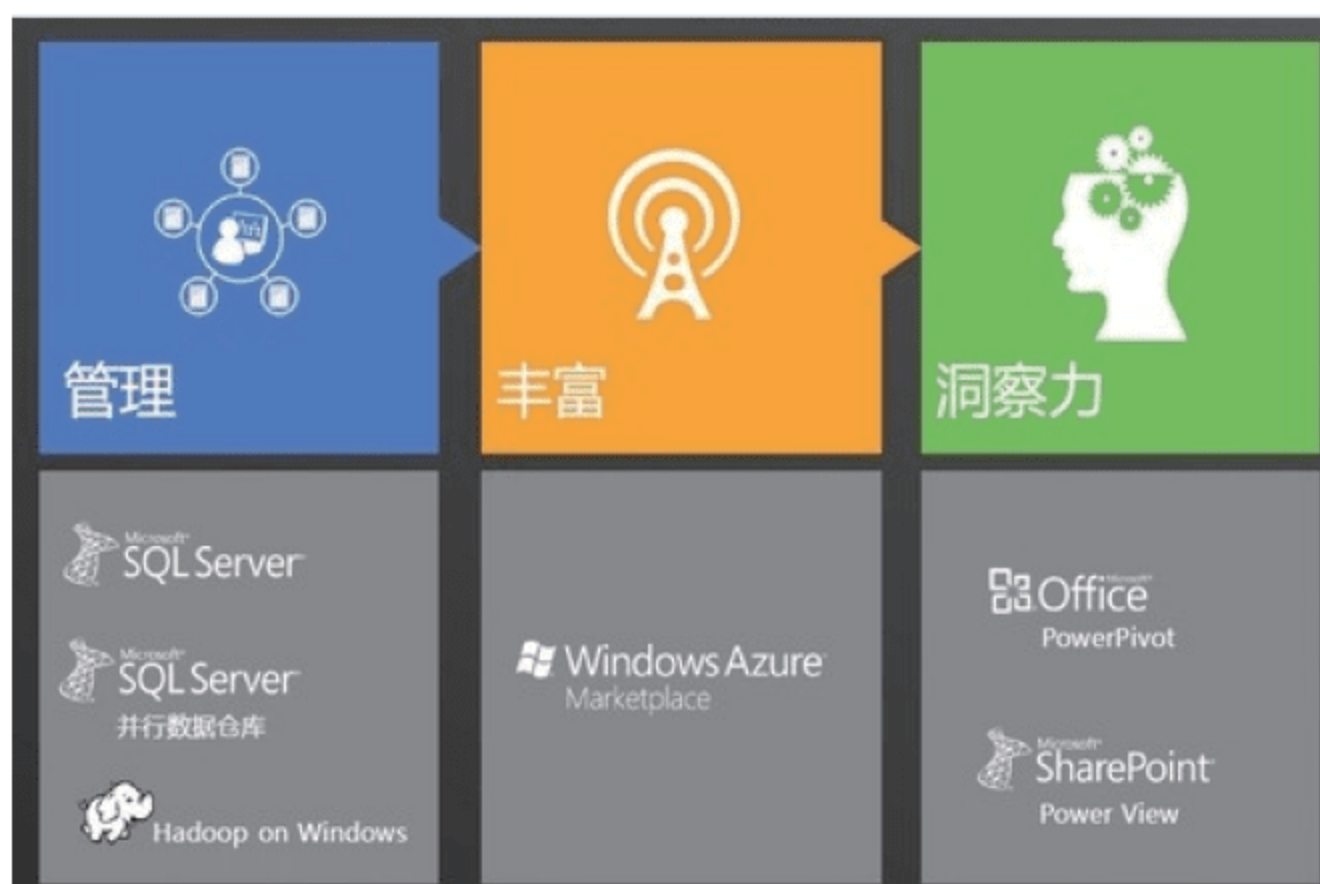 管理
丰富
洞察力
Microsoft
SQL Server
Microsoft
SQL Server
并行数据仓库
Hadoop on Windows
Windows Azure
Marketplace
Microsoft
Office
PowerPivot
Microsoft
SharePoint
Power View